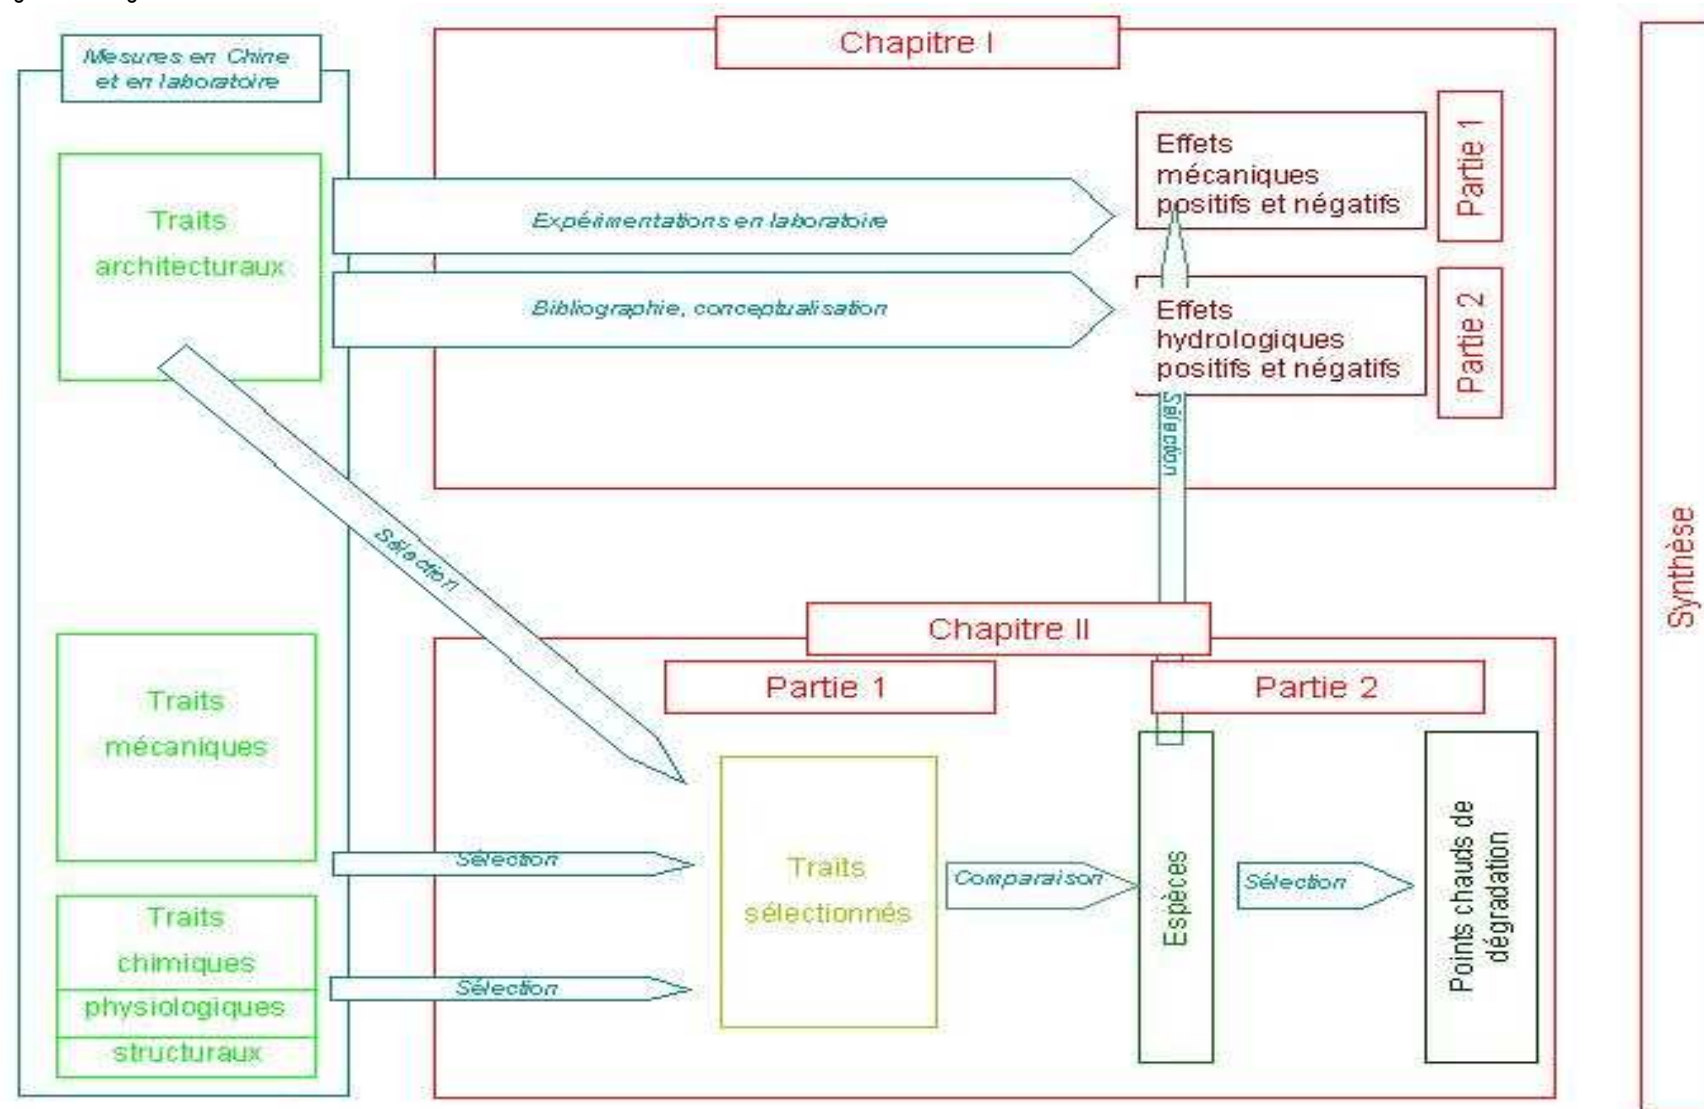 Mesures en Chine
et en laboratoire
Chapitre I
Traits
architecturaux
Expérimentations en laboratoire
Bibliographie, conceptualisation
Effets
mécaniques
positifs et négatifs
Partie 1
Effets
hydrologiques
positifs et négatifs
Partie 2
Sélection
Sélection
Synthèse
Chapitre II
Partie 1
Partie 2
Traits
mécaniques
Sélection
Traits
chimiques
physiologiques
structuraux
Sélection
Traits
sélectionnés
Comparaison
Espèces
Sélection
Points chauds de
dégradation